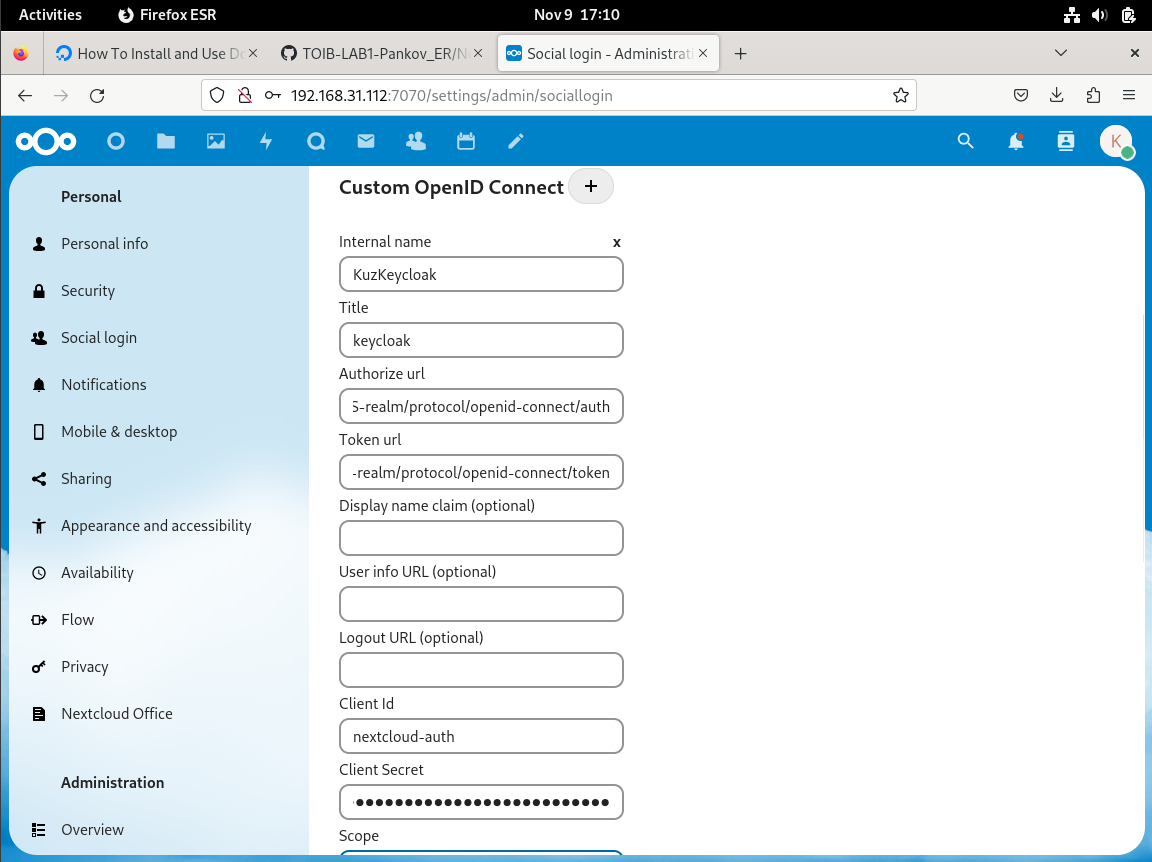 Activities Firefox ESR Nov 9 17:10
How To Install and Use Do TOIB-LAB1-Pankov_ER/N Social login - Administrati
192.168.31.112:7070/settings/admin/sociallogin
K
Personal
Personal info
Security
Social login
Notifications
Mobile & desktop
Sharing
Appearance and accessibility
Availability
Flow
Privacy
Nextcloud Office
Administration
Overview
Custom OpenID Connect +
Internal name x
KuzKeycloak
Title
keycloak
Authorize url
5-realm/protocol/openid-connect/auth
Token url
-realm/protocol/openid-connect/token
Display name claim (optional)
User info URL (optional)
Logout URL (optional)
Client Id
nextcloud-auth
Client Secret
Scope